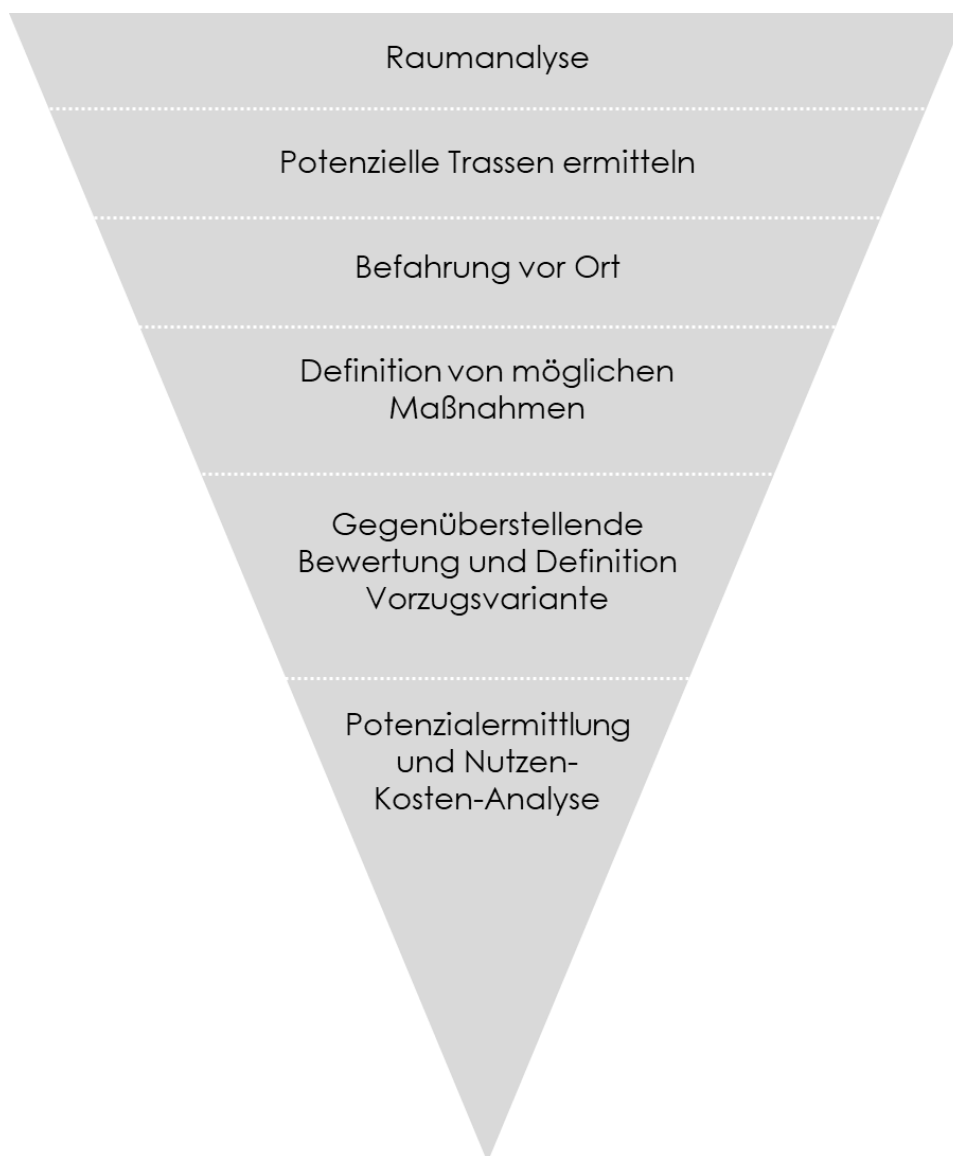 Raumanalyse
Potenzielle Trassen ermitteln
Befahrung vor Ort
Definition von möglichen
Maßnahmen
Gegenüberstellende
Bewertung und Definition
Vorzugsvariante
Potenzialermittlung
und Nutzen-
Kosten-Analyse